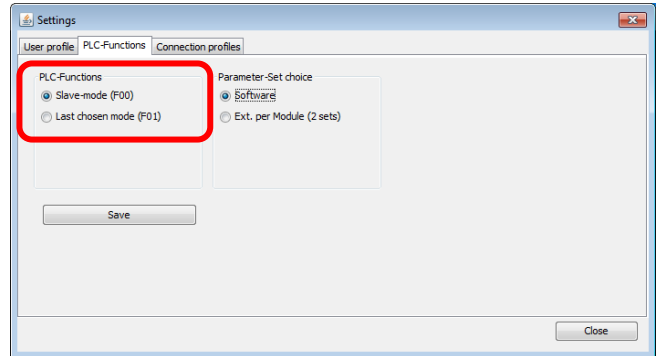 Settings
User profile PLC-Functions Connection profiles
PLC-Functions
Slave-mode (F00)
Last chosen mode (F01)
Parameter-Set choice
Software
Ext. per Module (2 sets)
Save
Close